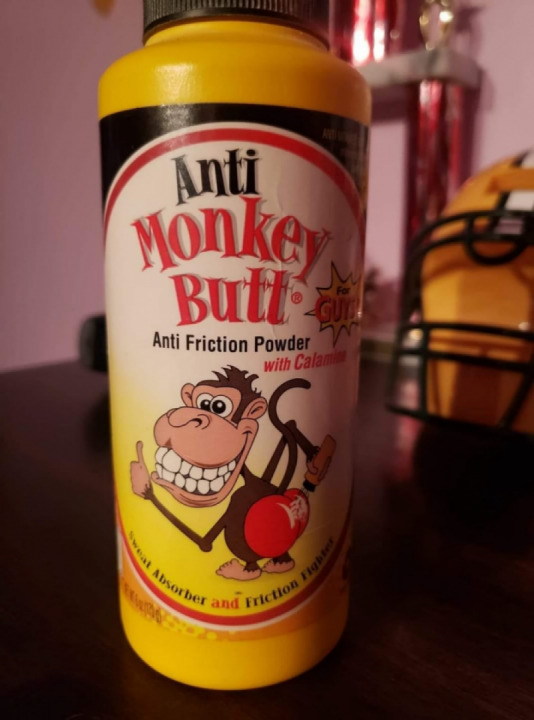 Anti
Monkey
Butt®
For
GUYS
Anti Friction Powder
with Calamine
Sweat Absorber and Friction Fighter